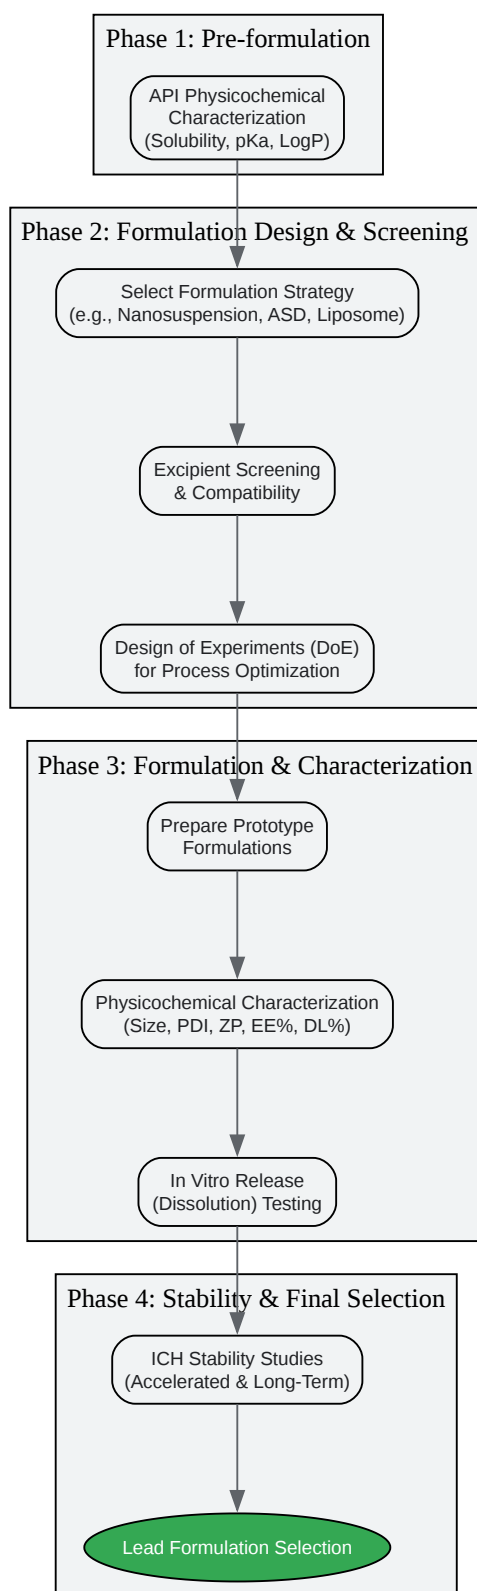 Phase 1: Pre-formulation
API Physicochemical
Characterization
(Solubility, pKa, LogP)
Phase 2: Formulation Design & Screening
Select Formulation Strategy
(e.g., Nanosuspension, ASD, Liposome)
Excipient Screening
& Compatibility
Design of Experiments (DoE)
for Process Optimization
Phase 3: Formulation & Characterization
Prepare Prototype
Formulations
Physicochemical Characterization
(Size, PDI, ZP, EE%, DL%)
In Vitro Release
(Dissolution) Testing
Phase 4: Stability & Final Selection
ICH Stability Studies
(Accelerated & Long-Term)
Lead Formulation Selection